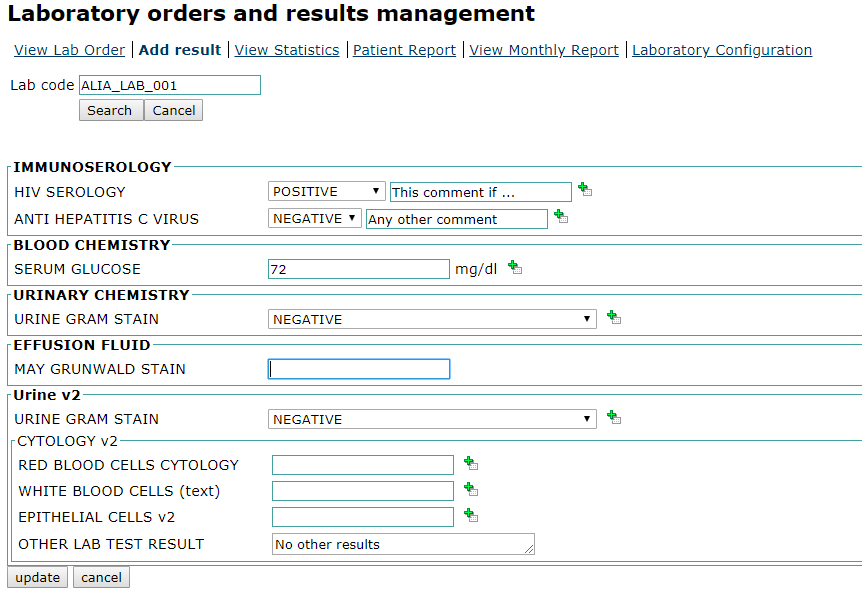 Laboratory orders and results management
View Lab Order | Add result | View Statistics | Patient Report | View Monthly Report | Laboratory Configuration
Lab code ALIA_LAB_001
Search Cancel
IMMUNOSEROLOGY
HIV SEROLOGY POSITIVE This comment if ...
ANTI HEPATITIS C VIRUS NEGATIVE Any other comment
BLOOD CHEMISTRY
SERUM GLUCOSE 72 mg/dl
URINARY CHEMISTRY
URINE GRAM STAIN NEGATIVE
EFFUSION FLUID
MAY GRUNWALD STAIN
Urine v2
URINE GRAM STAIN NEGATIVE
CYTOLOGY v2
RED BLOOD CELLS CYTOLOGY
WHITE BLOOD CELLS (text)
EPITHELIAL CELLS v2
OTHER LAB TEST RESULT No other results
update cancel